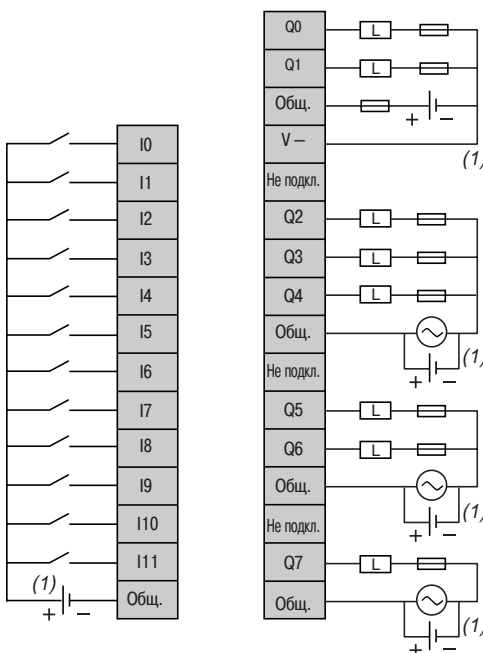 I0
I1
I2
I3
I4
I5
I6
I7
I8
I9
I10
I11
(1)
+ –
Общ.
Q0 L
Q1 L
Общ.
+ –
V –
(1)
Не подкл.
Q2 L
Q3 L
Q4 L
Общ.
(1)
+ –
Не подкл.
Q5 L
Q6 L
Общ.
(1)
+ –
Не подкл.
Q7 L
Общ.
(1)
+ –